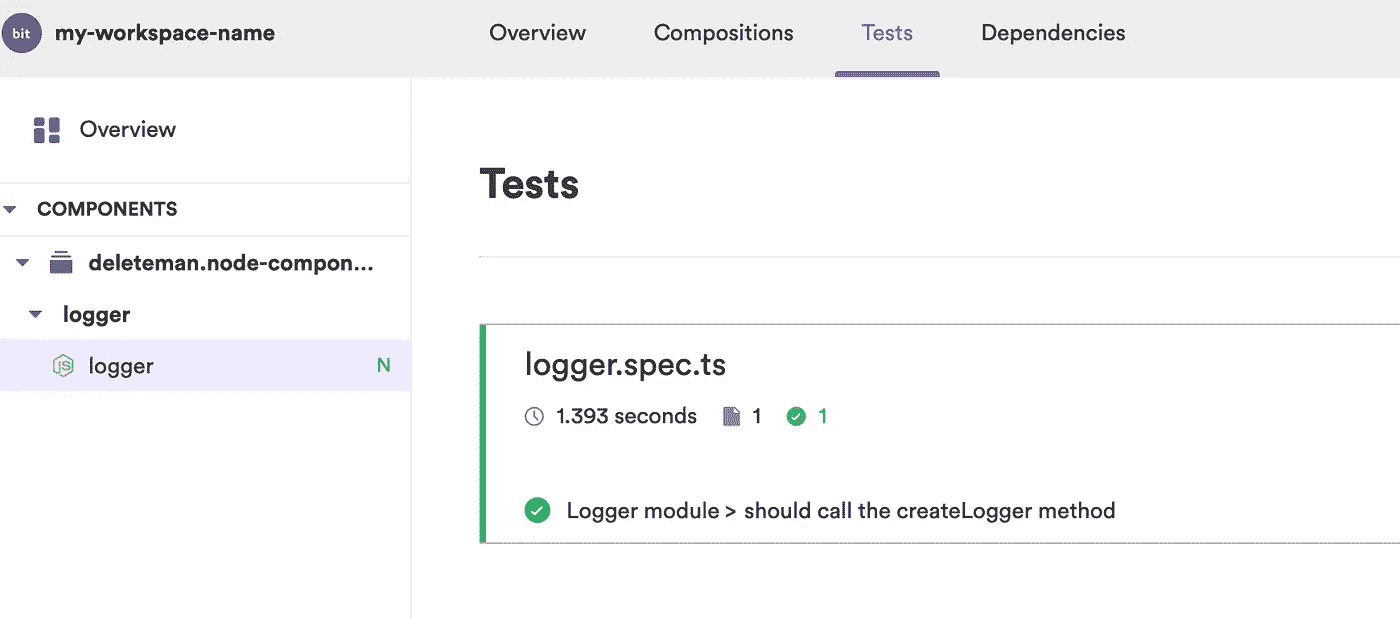 bit my-workspace-name Overview Compositions Tests Dependencies
Overview
COMPONENTS
deleteman.node-compon...
logger
JS logger N
Tests
logger.spec.ts
1.393 seconds 1 1
Logger module > should call the createLogger method